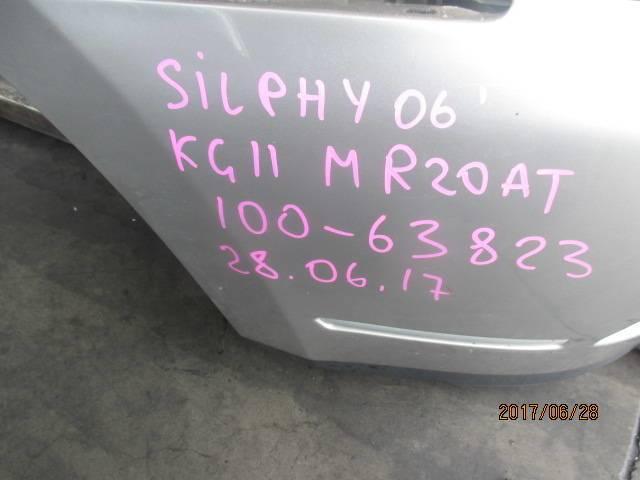 SILPHY 06'
KG11 MR20AT
100-63823
28.06.17
2017/06/28